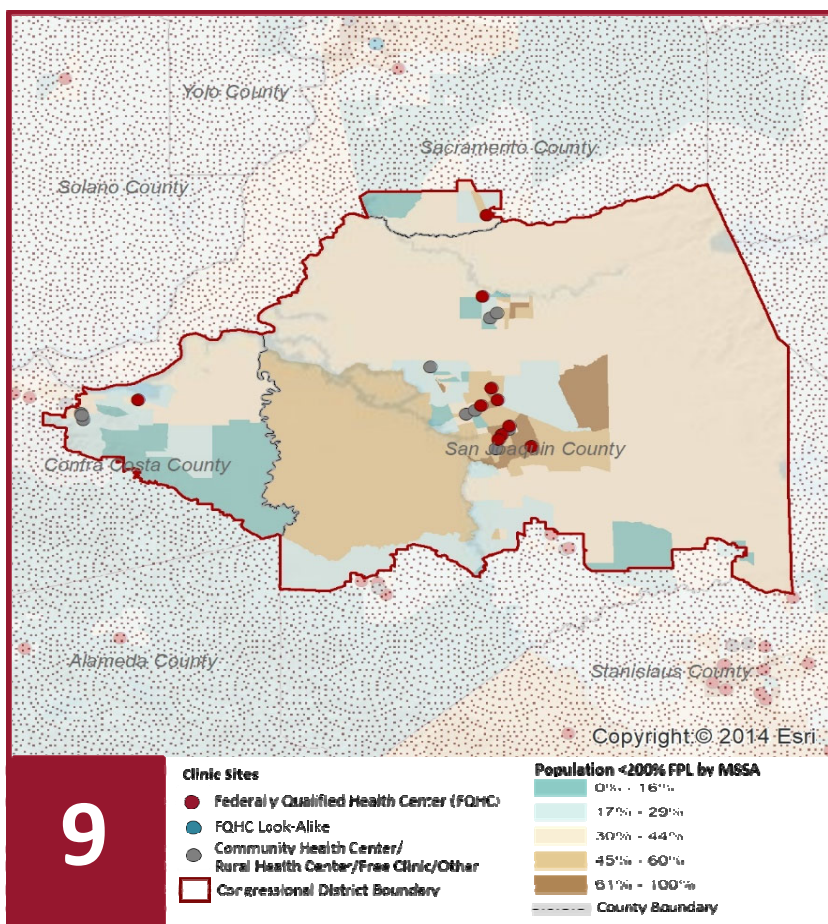 Yolo County
Sacramento County
Solano County
San Joaquin County
Contra Costa County
Alameda County
Stanislaus County
Copyright:© 2014 Esri
9
Clinic Sites
Federaly Qualified Health Center (FQHC)
FQHC Look-Alike
Community Health Center/
Rural Health Center/Free Clinic/Other
Congressional District Boundary
Population <200% FPL by MSSA
0% - 16%
17% - 29%
30% - 44%
45% - 60%
61% - 100%
County Boundary